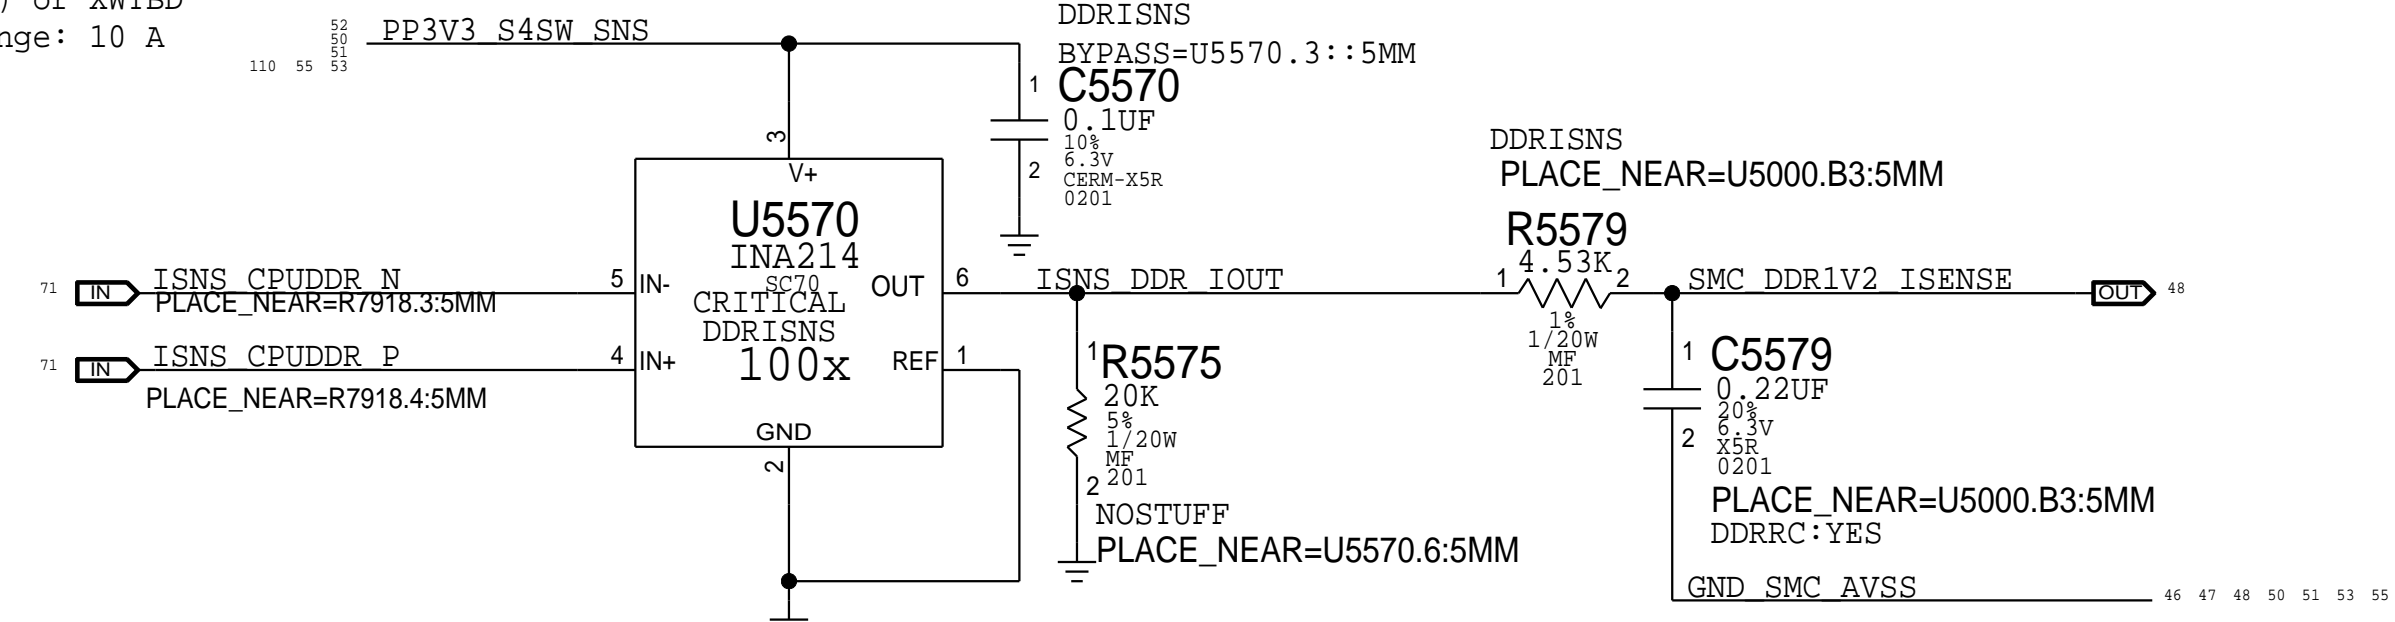 ) of XW1BD
nge: 10 A
52
50
51
110 55 53
PP3V3_S4SW_SNS
DDRISNS
BYPASS=U5570.3::5MM
1
C5570
0.1UF
10%
6.3V
CERM-X5R
0201
2
3
V+
U5570
INA214
SC70
CRITICAL
DDRISNS
100x
71 IN ISNS_CPUDDR_N 5 IN-
PLACE_NEAR=R7918.3:5MM
71 IN ISNS_CPUDDR_P 4 IN+
PLACE_NEAR=R7918.4:5MM
OUT 6 ISNS_DDR_IOUT
REF 1
GND
2
1
R5575
20K
5%
1/20W
MF
201
2
NOSTUFF
PLACE_NEAR=U5570.6:5MM
DDRISNS
PLACE_NEAR=U5000.B3:5MM
R5579
4.53K
1 2
1%
1/20W
MF
201
SMC_DDR1V2_ISENSE OUT 48
1
C5579
0.22UF
20%
6.3V
X5R
0201
2
PLACE_NEAR=U5000.B3:5MM
DDRRC:YES
GND_SMC_AVSS 46 47 48 50 51 53 55